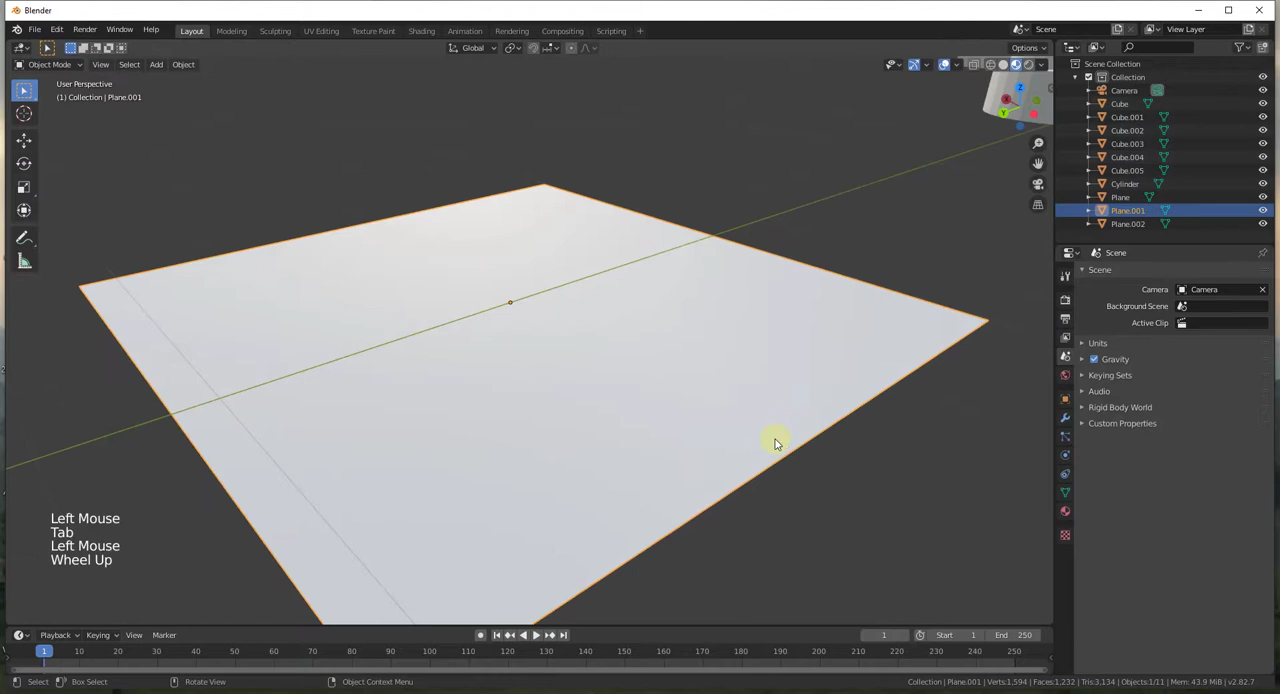 Blender
File Edit Render Window Help Layout Modeling Sculpting UV Editing Texture Paint Shading Animation Rendering Compositing Scripting + Scene View Layer
Global Options
Object Mode View Select Add Object
User Perspective
(1) Collection | Plane.001
Z
Y
Scene Collection
Collection
Camera
Cube
Cube.001
Cube.002
Cube.003
Cube.004
Cube.005
Cylinder
Plane
Plane.001
Plane.002
Scene
Scene
Camera Camera
Background Scene
Active Clip
Units
Gravity
Keying Sets
Audio
Rigid Body World
Custom Properties
Left Mouse
Tab
Left Mouse
Wheel Up
Playback Keying View Marker 1 Start 1 End 250
1 10 20 30 40 50 60 70 80 90 100 110 120 130 140 150 160 170 180 190 200 210 220 230 240 250
Select Box Select Rotate View Object Context Menu Collection | Plane.001 | Verts:1,594 | Faces:1,232 | Tris:3,134 | Objects:1/11 | Mem: 43.9 MiB | v2.82.7